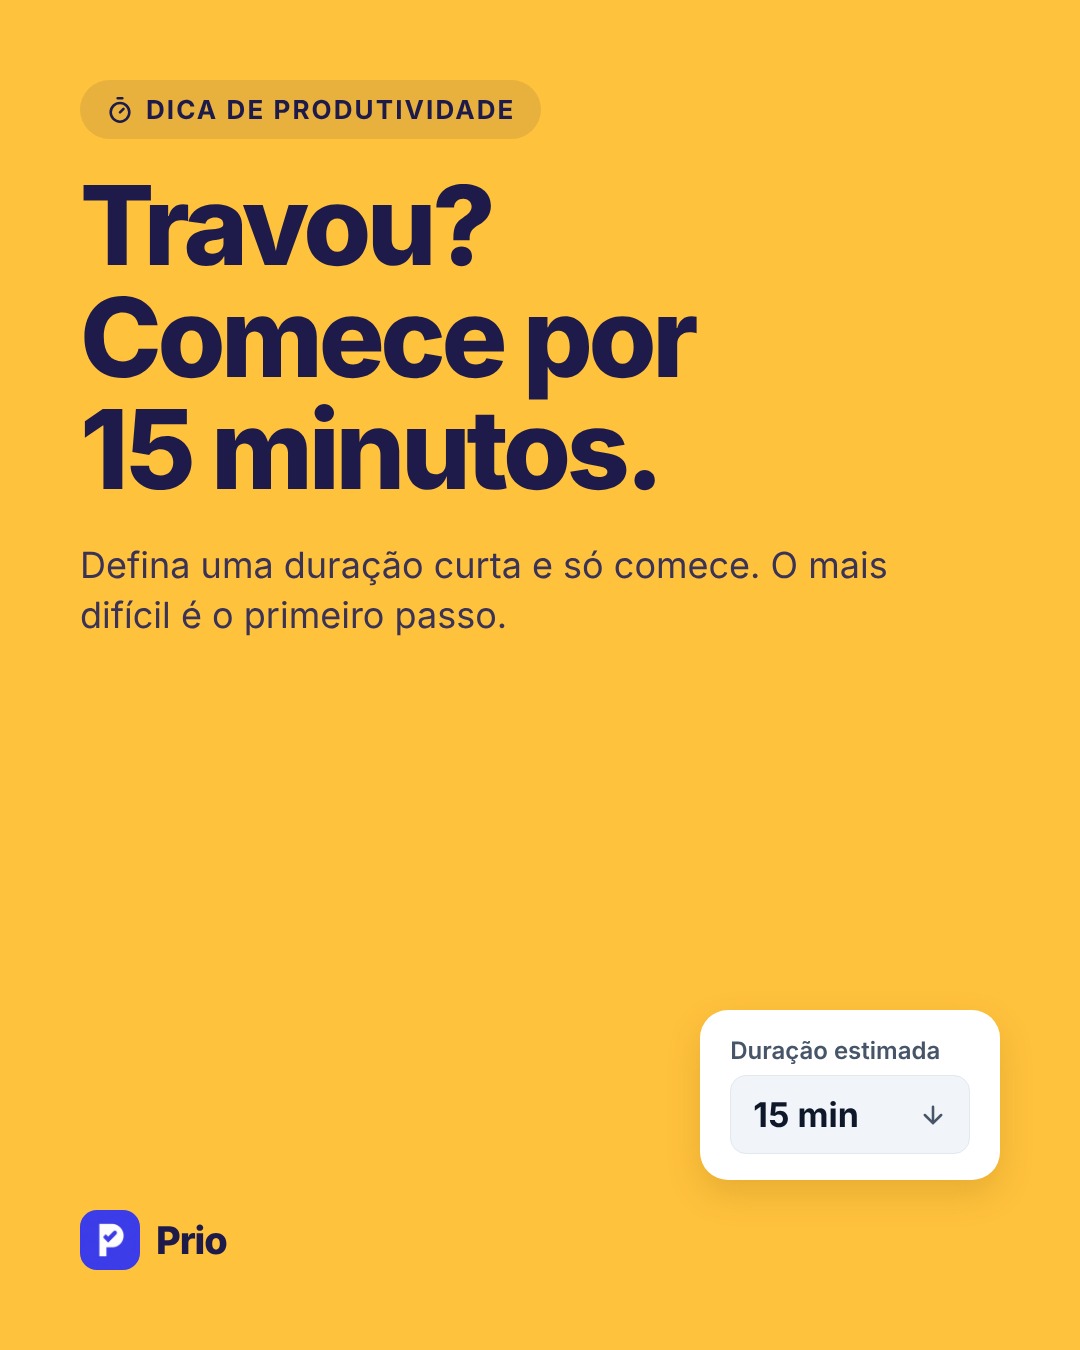 DICA DE PRODUTIVIDADE
Travou?
Comece por
15 minutos.
Defina uma duração curta e só comece. O mais
difícil é o primeiro passo.
Duração estimada
15 min
Prio